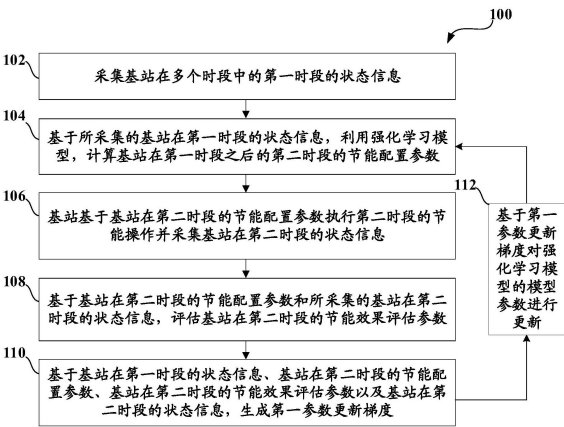 100
102
采集基站在多个时段中的第一时段的状态信息
104
基于所采集的基站在第一时段的状态信息，利用强化学习模
型，计算基站在第一时段之后的第二时段的节能配置参数
106
基站基于基站在第二时段的节能配置参数执行第二时段的节
能操作并采集基站在第二时段的状态信息
108
基于基站在第二时段的节能配置参数和所采集的基站在第二
时段的状态信息，评估基站在第二时段的节能效果评估参数
110
基于基站在第一时段的状态信息、基站在第二时段的节能配
置参数、基站在第二时段的节能效果评估参数以及基站在第
二时段的状态信息，生成第一参数更新梯度
112
基于第一
参数更新
梯度对强
化学习模
型的模型
参数进行
更新